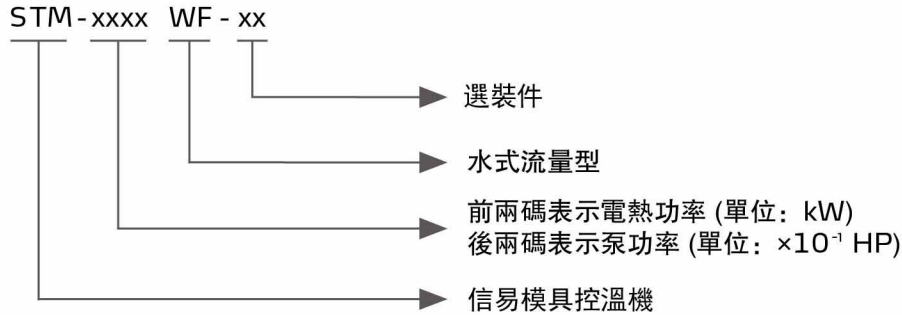 STM-xxxx WF-xx
選裝件
水式流量型
前兩碼表示電熱功率 (單位：kW)
後兩碼表示泵功率 (單位：×10⁻¹ HP)
信易模具控溫機